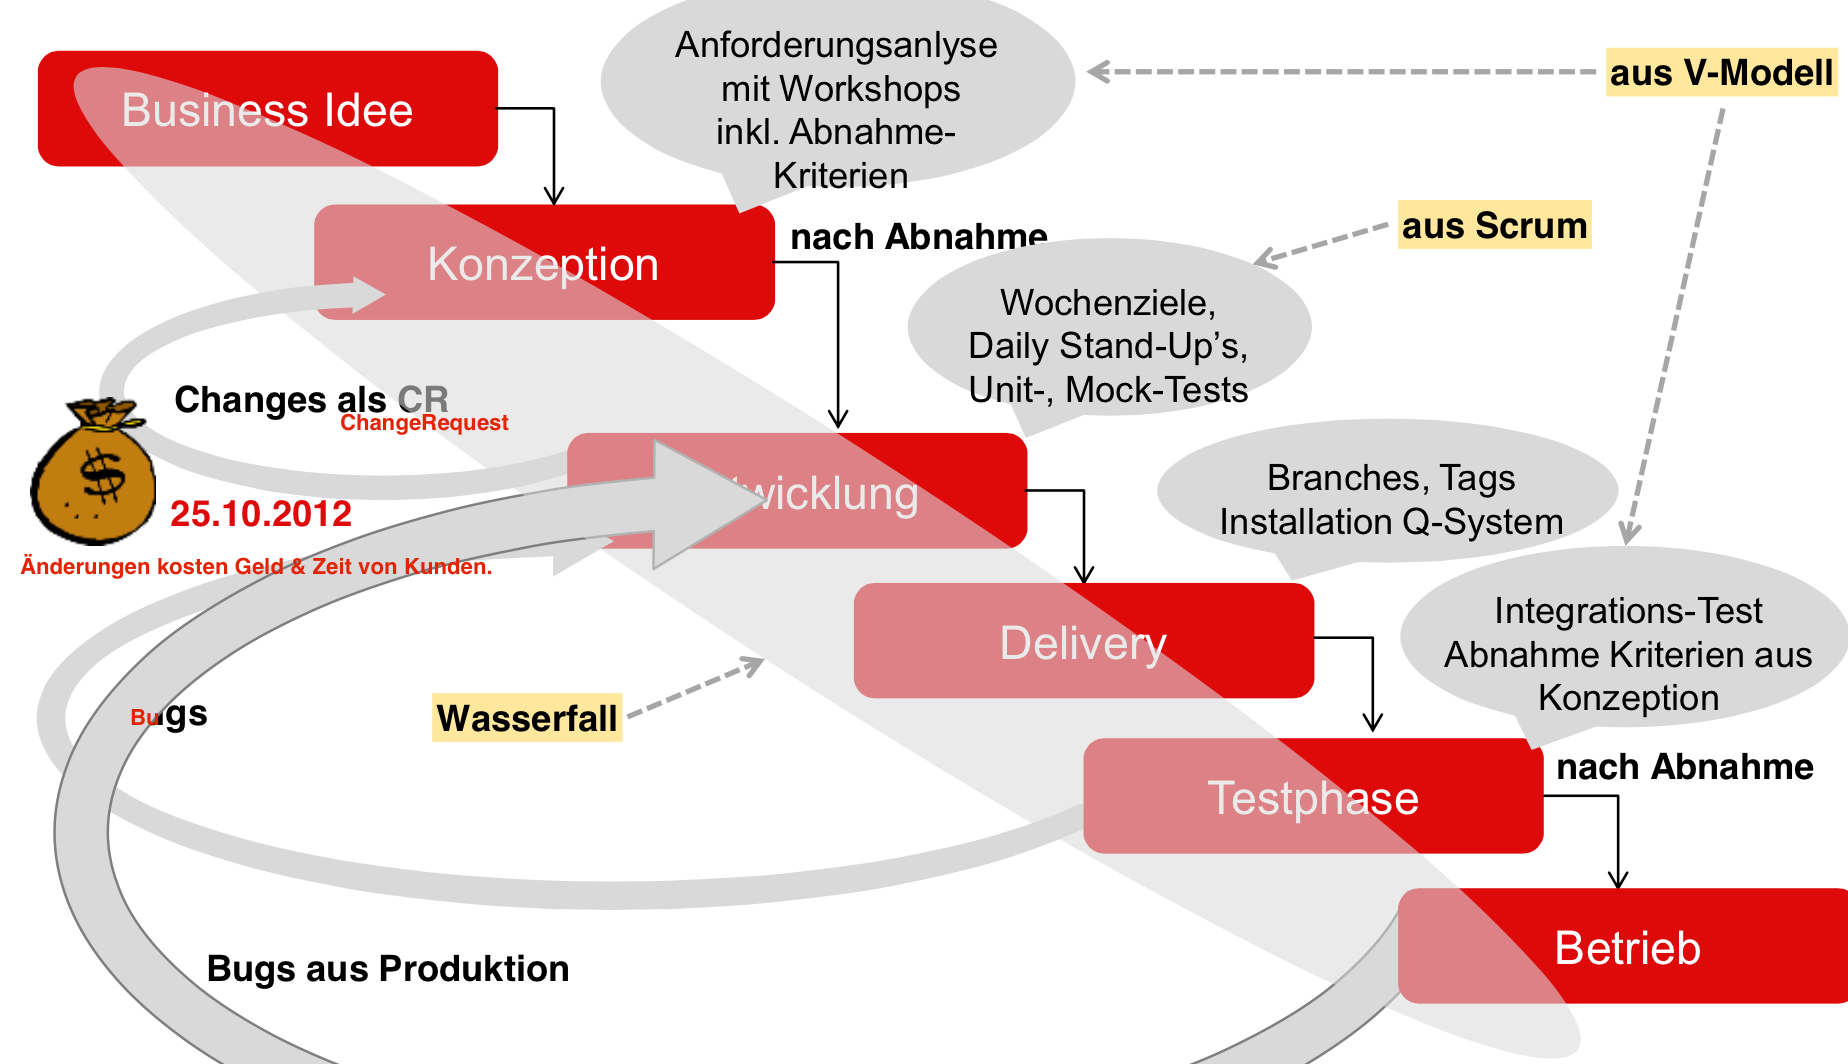 Business Idee
Anforderungsanlyse
mit Workshops
inkl. Abnahme-
Kriterien
aus V-Modell
Konzeption
nach Abnahme
aus Scrum
Wochenziele,
Daily Stand-Up’s,
Unit-, Mock-Tests
Changes als CR
ChangeRequest
$
25.10.2012
Änderungen kosten Geld & Zeit von Kunden.
wicklung
Branches, Tags
Installation Q-System
Delivery
Integrations-Test
Abnahme Kriterien aus
Konzeption
Bugs
Wasserfall
Testphase
nach Abnahme
Betrieb
Bugs aus Produktion